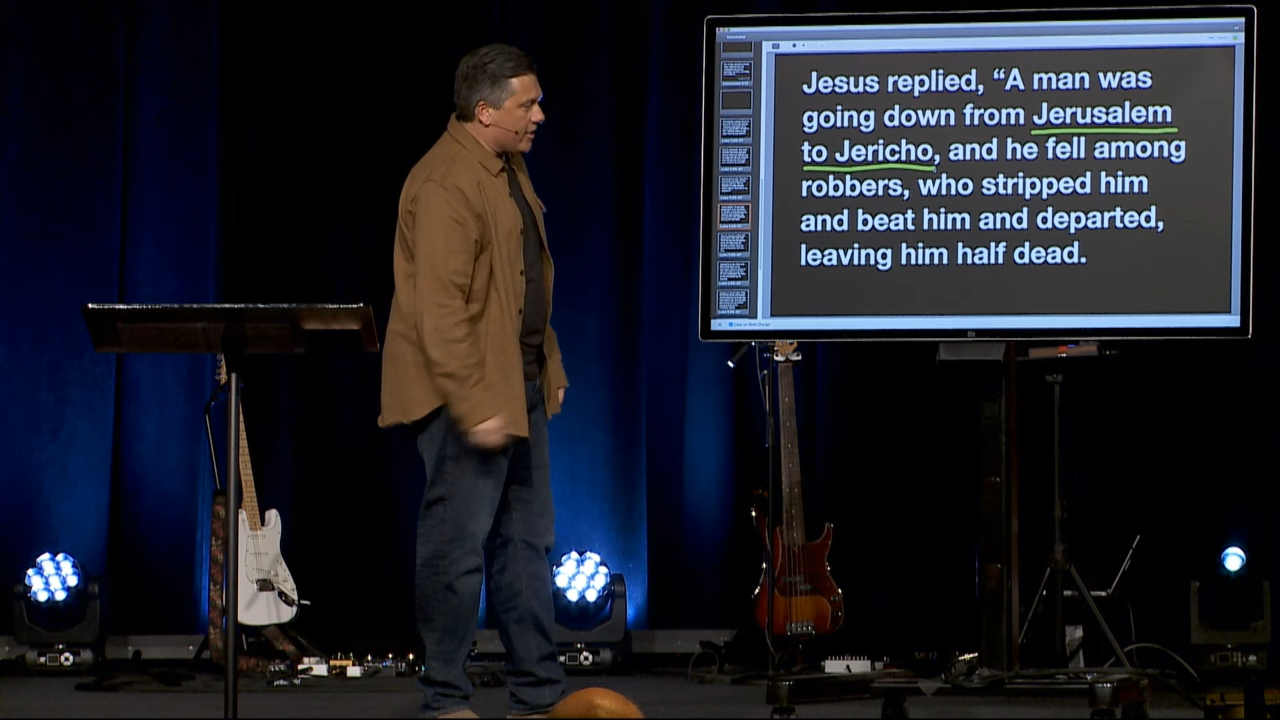 Jesus replied, “A man was
going down from Jerusalem
to Jericho, and he fell among
robbers, who stripped him
and beat him and departed,
leaving him half dead.